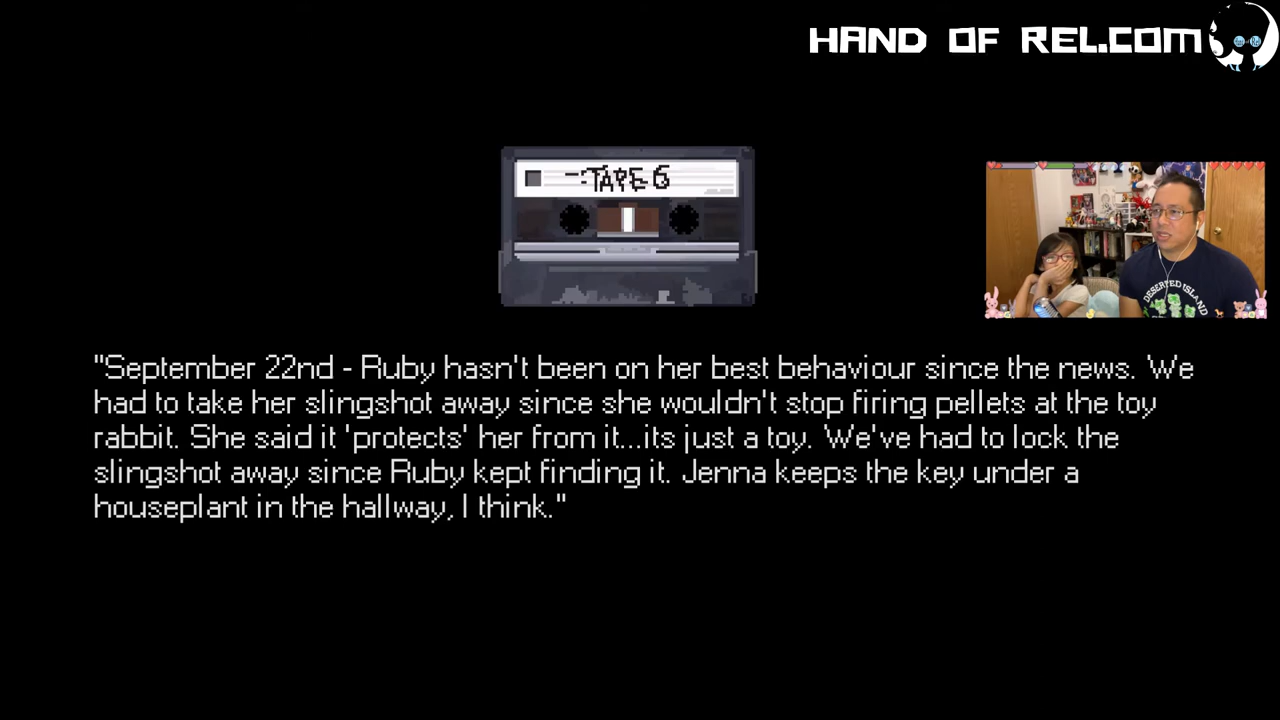 HAND OF REL.COM
-:TAPE 6
DESERTED ISLAND
"September 22nd - Ruby hasn't been on her best behaviour since the news. We
had to take her slingshot away since she wouldn't stop firing pellets at the toy
rabbit. She said it 'protects' her from it...its just a toy. We've had to lock the
slingshot away since Ruby kept finding it. Jenna keeps the key under a
houseplant in the hallway, I think."